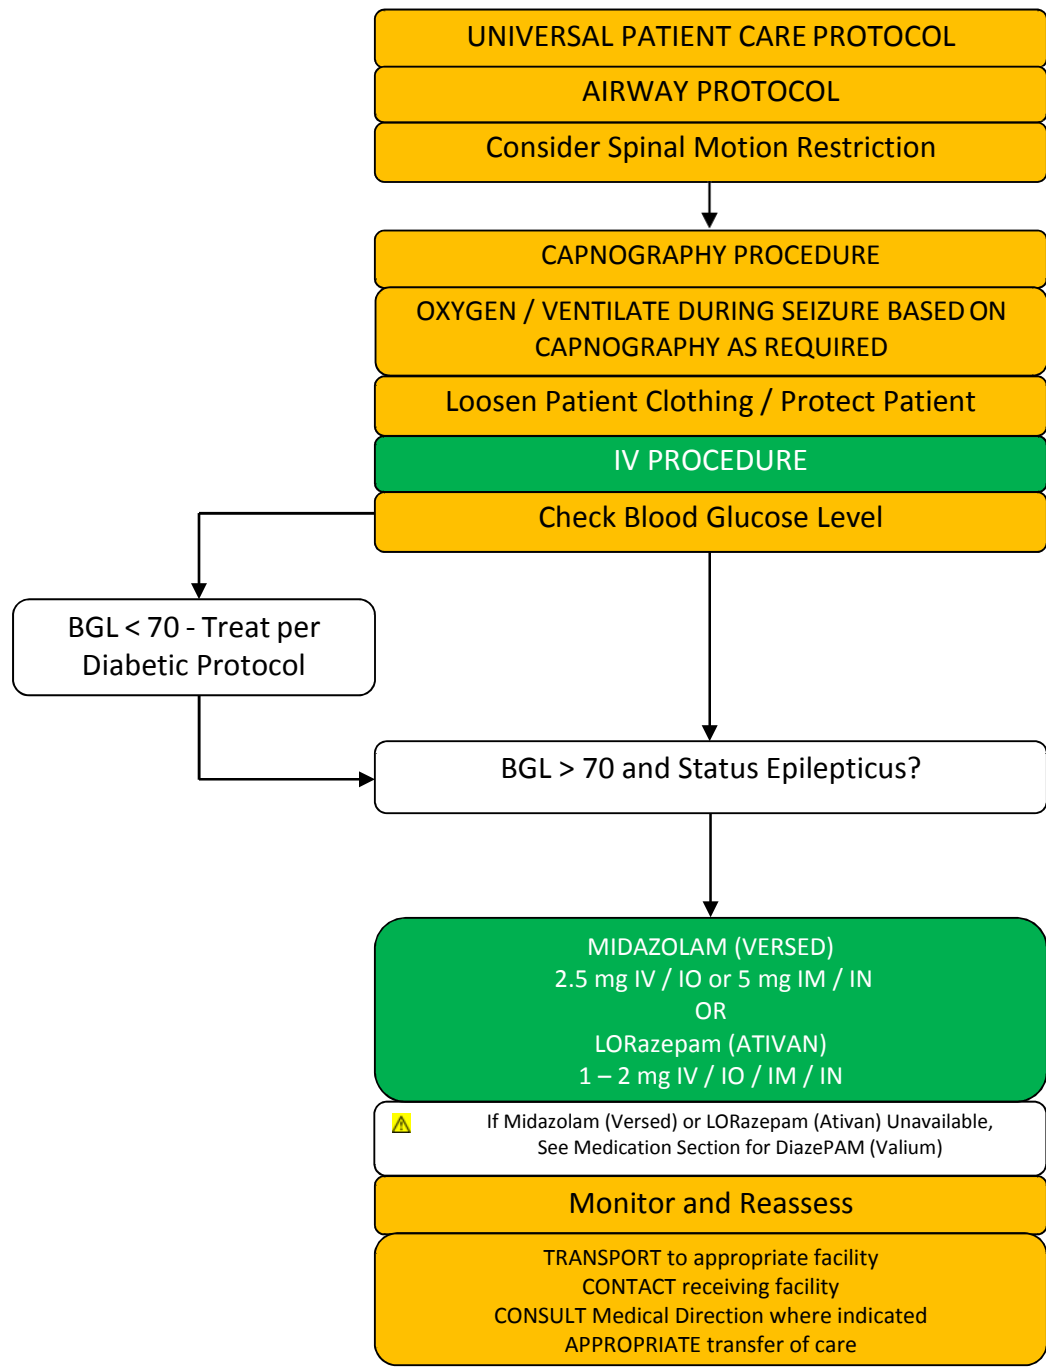 UNIVERSAL PATIENT CARE PROTOCOL
AIRWAY PROTOCOL
Consider Spinal Motion Restriction
CAPNOGRAPHY PROCEDURE
OXYGEN / VENTILATE DURING SEIZURE BASED ON
CAPNOGRAPHY AS REQUIRED
Loosen Patient Clothing / Protect Patient
IV PROCEDURE
Check Blood Glucose Level
BGL < 70 - Treat per
Diabetic Protocol
BGL > 70 and Status Epilepticus?
MIDAZOLAM (VERSED)
2.5 mg IV / IO or 5 mg IM / IN
OR
LORazepam (ATIVAN)
1 – 2 mg IV / IO / IM / IN
If Midazolam (Versed) or LORazepam (Ativan) Unavailable,
See Medication Section for DiazePAM (Valium)
Monitor and Reassess
TRANSPORT to appropriate facility
CONTACT receiving facility
CONSULT Medical Direction where indicated
APPROPRIATE transfer of care